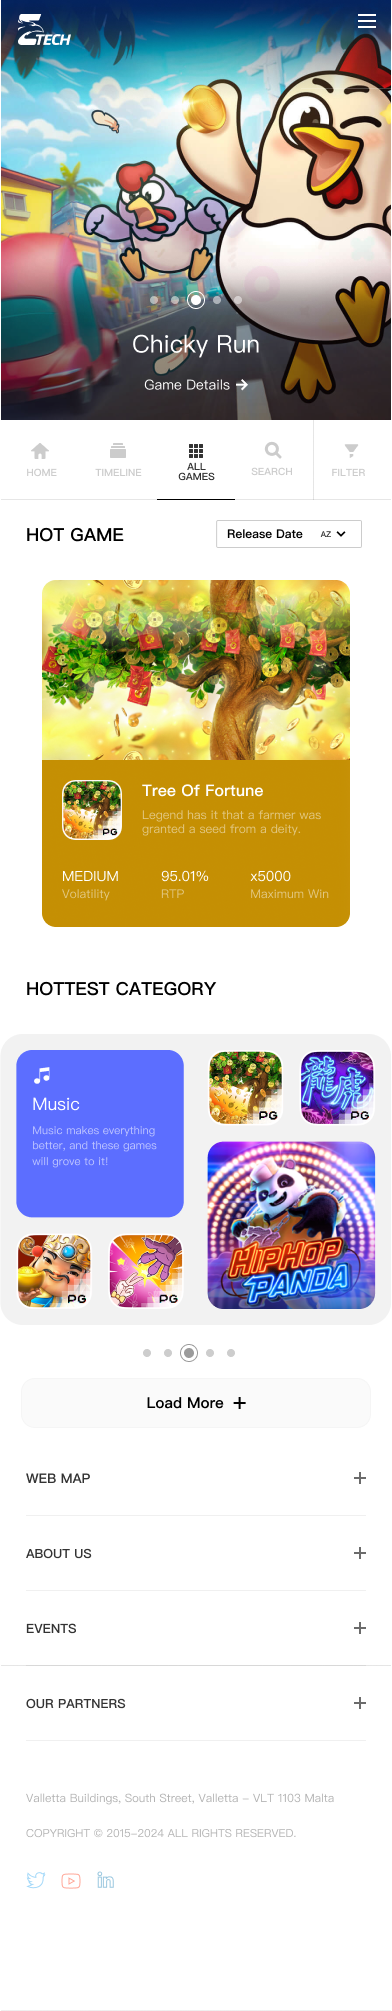 TECH
Chicky Run
Game Details
HOME
TIMELINE
ALL
GAMES
SEARCH
FILTER
HOT GAME
Release Date
AZ
Tree Of Fortune
Legend has it that a farmer was
granted a seed from a deity.
PG
MEDIUM
95.01%
x5000
Volatility
RTP
Maximum Win
HOTTEST CATEGORY
Music
Music makes everything
better, and these games
will grove to it!
PG
龍虎
PG
HIPHOP
PANDA
PG
PG
Load More
WEB MAP
ABOUT US
EVENTS
OUR PARTNERS
Valletta Buildings, South Street, Valletta - VLT 1103 Malta
COPYRIGHT © 2015-2024 ALL RIGHTS RESERVED.
in